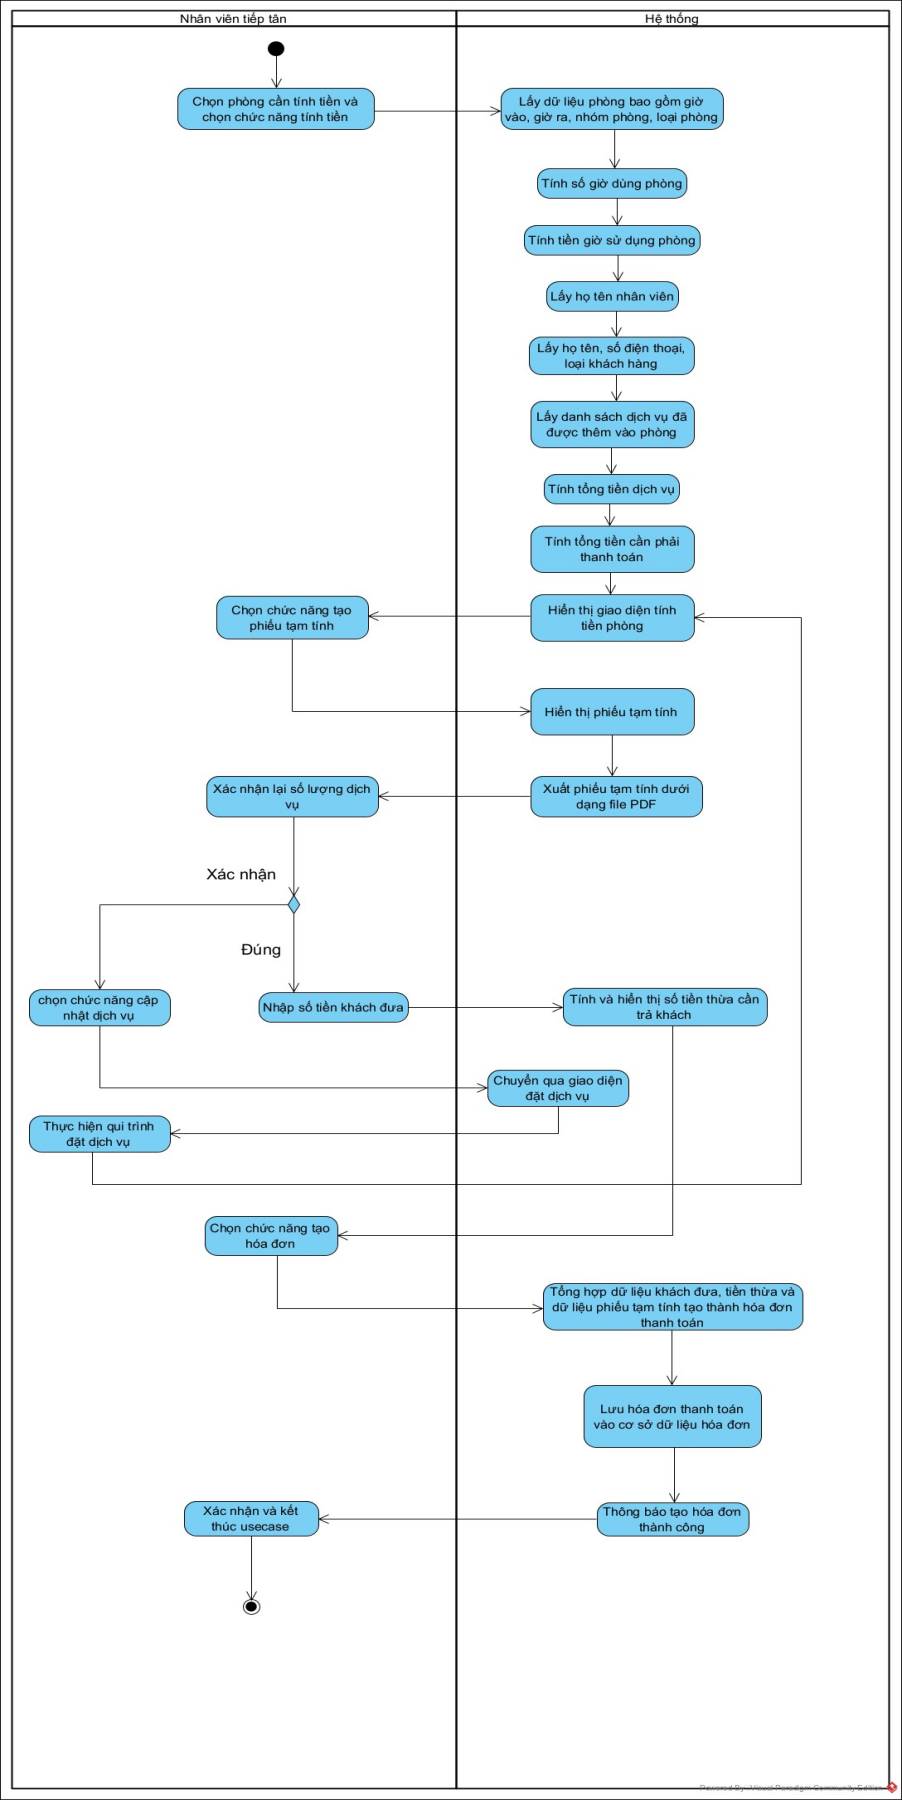 Nhân viên tiếp tân
Hệ thống
Chọn phòng cần tính tiền và
chọn chức năng tính tiền
Lấy dữ liệu phòng bao gồm giờ
vào, giờ ra, nhóm phòng, loại phòng
Tính số giờ dùng phòng
Tính tiền giờ sử dụng phòng
Lấy họ tên nhân viên
Lấy họ tên, số điện thoại,
loại khách hàng
Lấy danh sách dịch vụ đã
được thêm vào phòng
Tính tổng tiền dịch vụ
Tính tổng tiền cần phải
thanh toán
Hiển thị giao diện tính
tiền phòng
Chọn chức năng tạo
phiếu tạm tính
Hiển thị phiếu tạm tính
Xuất phiếu tạm tính dưới
dạng file PDF
Xác nhận lại số lượng dịch
vụ
Xác nhận
Đúng
chọn chức năng cập
nhật dịch vụ
Nhập số tiền khách đưa
Tính và hiển thị số tiền thừa cần
trả khách
Chuyển qua giao diện
đặt dịch vụ
Thực hiện qui trình
đặt dịch vụ
Chọn chức năng tạo
hóa đơn
Tổng hợp dữ liệu khách đưa, tiền thừa và
dữ liệu phiếu tạm tính tạo thành hóa đơn
thanh toán
Lưu hóa đơn thanh toán
vào cơ sở dữ liệu hóa đơn
Thông báo tạo hóa đơn
thành công
Xác nhận và kết
thúc usecase
Powered By Visual Paradigm Community Edition